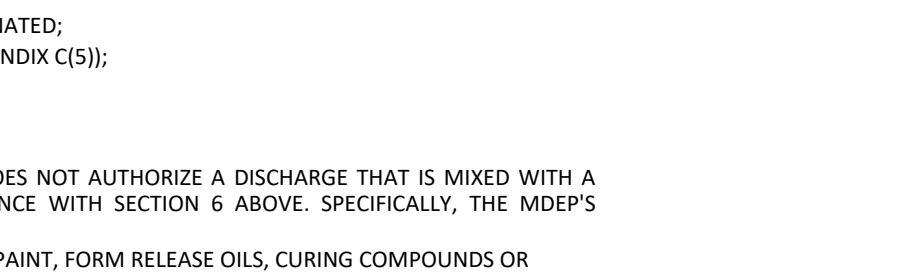 NATED;
NDIX C(5));
OES NOT AUTHORIZE A DISCHARGE THAT IS MIXED WITH A
NCE WITH SECTION 6 ABOVE. SPECIFICALLY, THE MDEP'S
PAINT, FORM RELEASE OILS, CURING COMPOUNDS OR